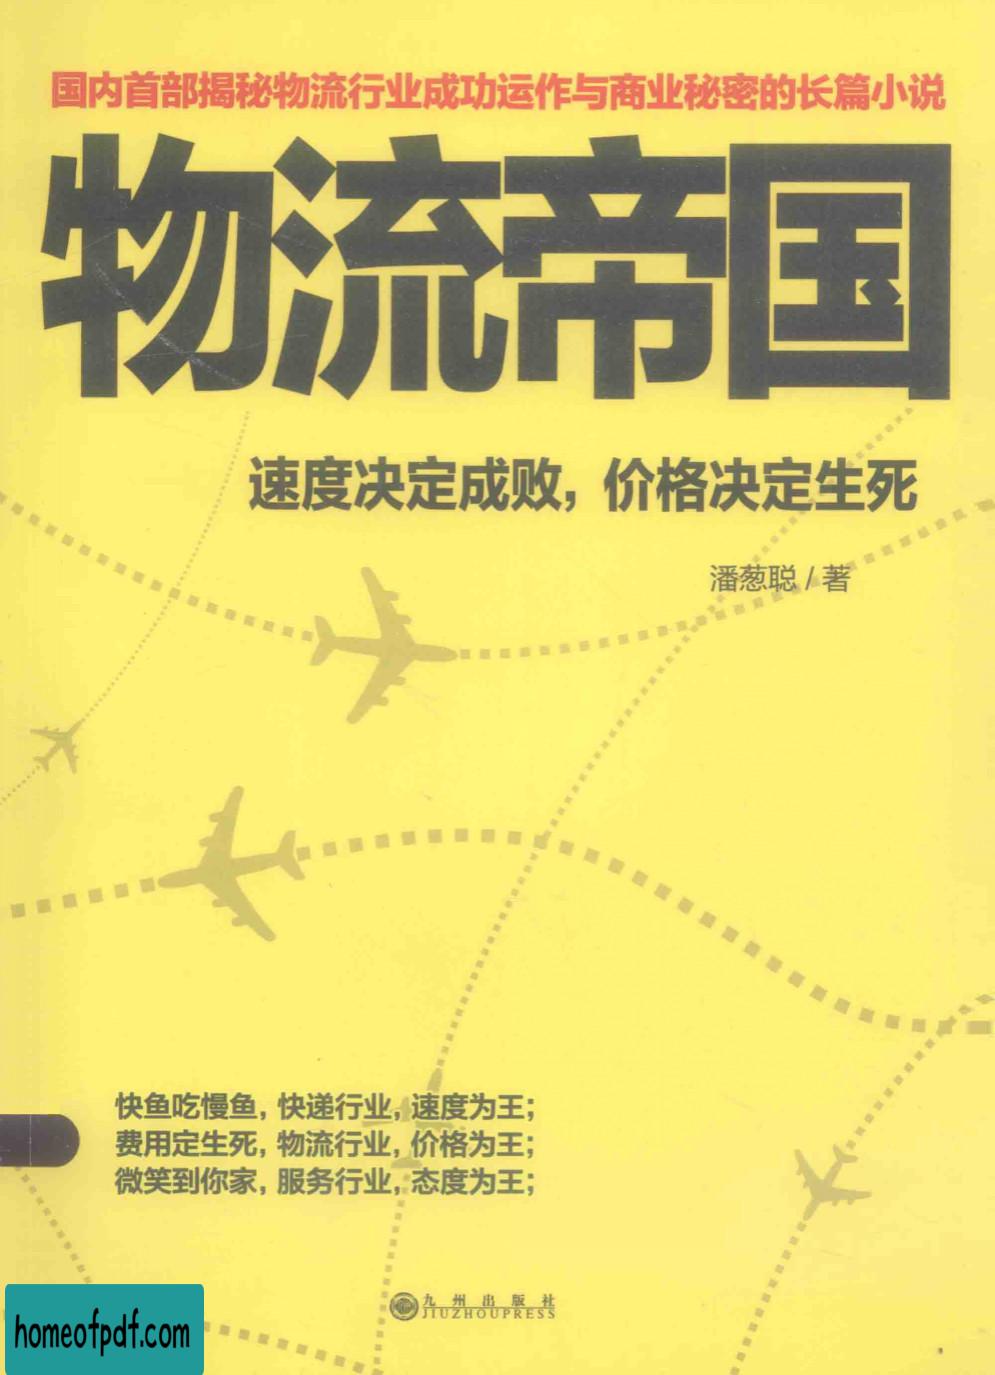 国内首部揭秘物流行业成功运作与商业秘密的长篇小说
物流帝国
速度决定成败，价格决定生死
潘葱聪 / 著
快鱼吃慢鱼，快递行业，速度为王；
费用定生死，物流行业，价格为王；
微笑到你家，服务行业，态度为王；
九州出版社
JIUZHOUPRESS
homeofpdf.com